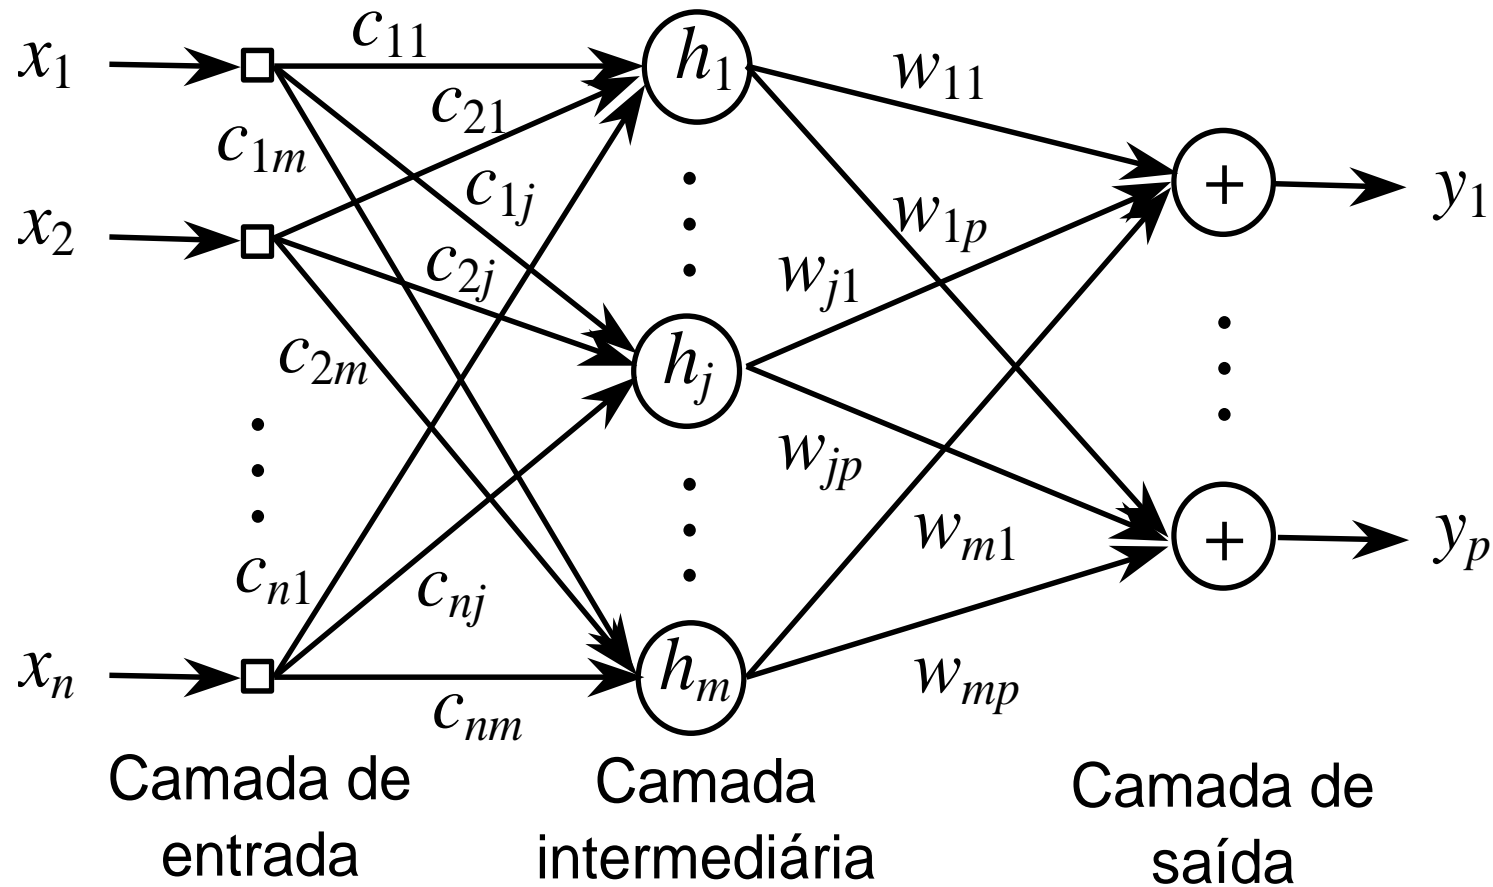 x1
c11
h1
w11
c21
c1m
+
y1
c1j
x2
w1p
c2j
wj1
c2m
hj
wjp
+
yp
wm1
cn1
cnj
xn
hm
wmp
cnm
Camada de
entrada
Camada
intermediária
Camada de
saída